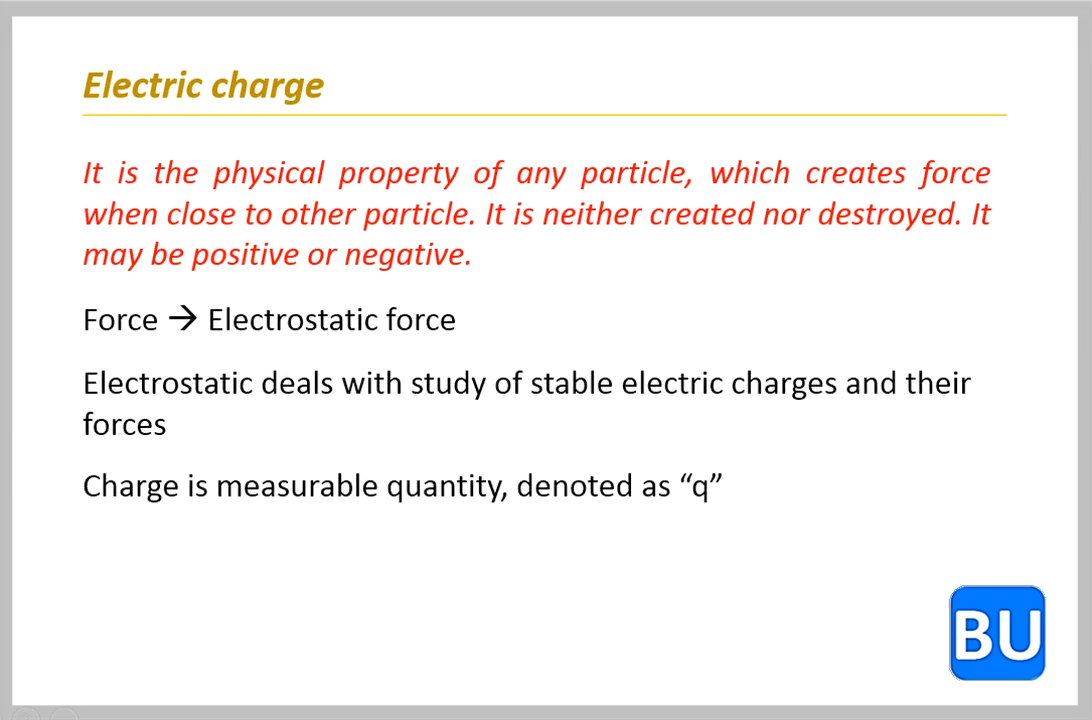 Electric charge
It is the physical property of any particle, which creates force
when close to other particle. It is neither created nor destroyed. It
may be positive or negative.
Force → Electrostatic force
Electrostatic deals with study of stable electric charges and their
forces
Charge is measurable quantity, denoted as “q”
BU